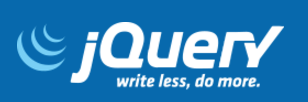 jQuery
write less, do more.